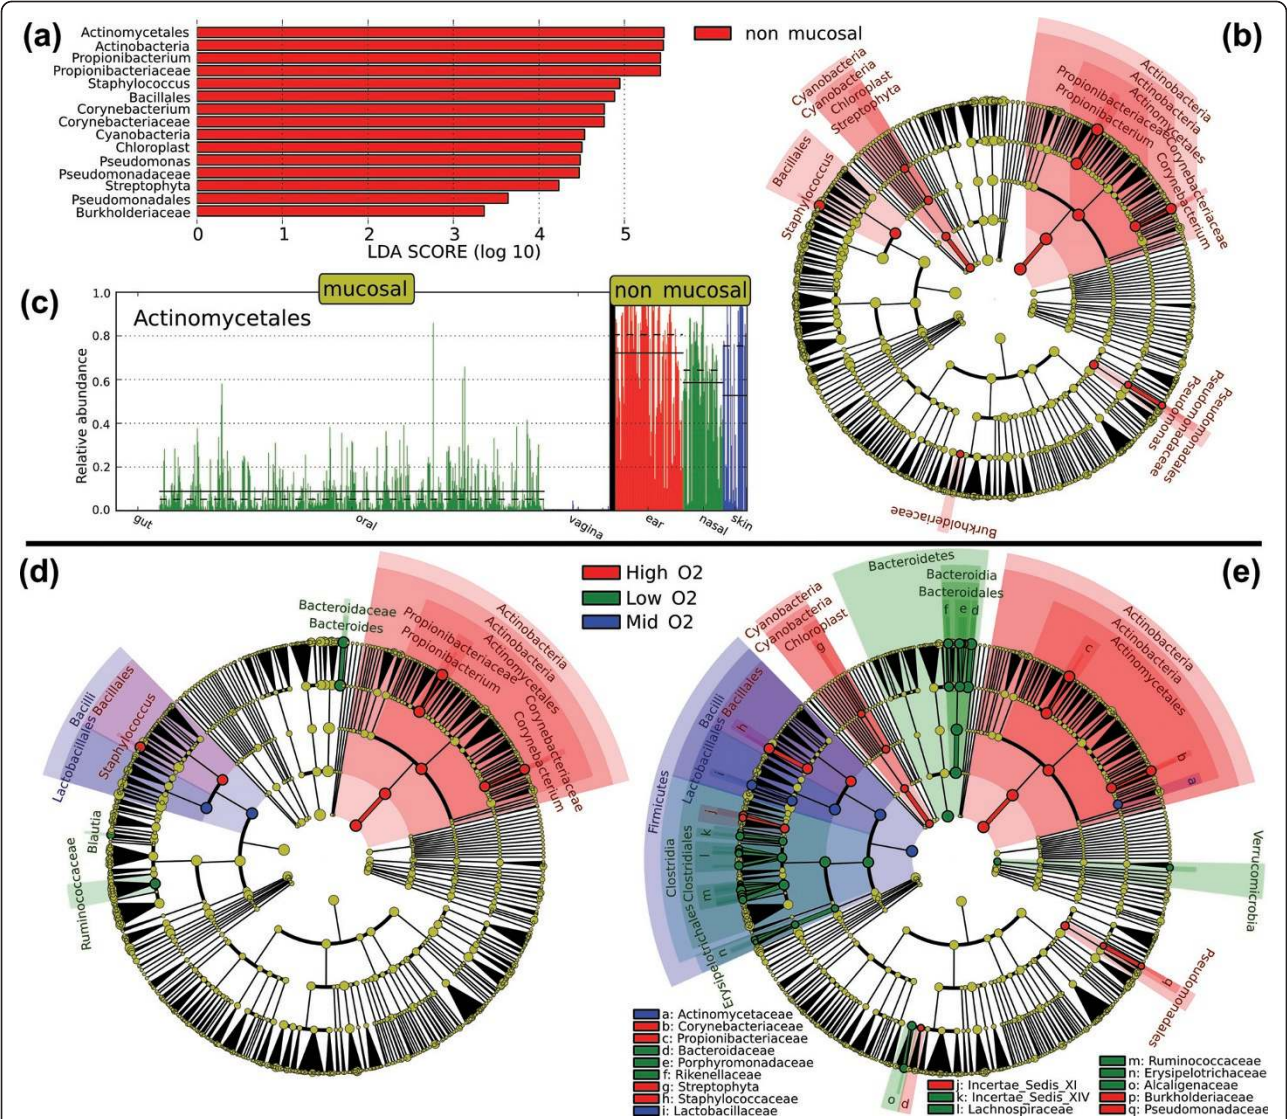 (a)
Actinomycetales
Actinobacteria
Propionibacterium
Propionibacteriaceae
Staphylococcus
Bacillales
Corynebacterium
Corynebacteriaceae
Cyanobacteria
Chloroplast
Pseudomonas
Pseudomonadaceae
Streptophyta
Pseudomonadales
Burkholderiaceae
0 1 2 3 4 5
LDA SCORE (log 10)
non mucosal
(b)
Cyanobacteria
Cyanobacteria
Chloroplast
Streptophyta
Bacillales
Staphylococcus
Actinobacteria
Actinobacteria
Actinomycetales
Propionibacteriaceae
Propionibacterium
Corynebacteriaceae
Corynebacterium
Pseudomonadales
Pseudomonadaceae
Pseudomonas
Burkholderiaceae
(c)
mucosal
non mucosal
Actinomycetales
Relative abundance
1.0
0.8
0.6
0.4
0.2
0.0
gut oral vagina ear nasal skin
(d)
High O2
Low O2
Mid O2
Bacteroidaceae
Bacteroides
Actinobacteria
Actinobacteria
Actinomycetales
Propionibacteriaceae
Propionibacterium
Corynebacteriaceae
Corynebacterium
Bacilli
Bacillales
Lactobacillales
Staphylococcus
Blautia
Ruminococcaceae
(e)
Bacteroidetes
Bacteroidia
Bacteroidales
f e d
Cyanobacteria
Cyanobacteria
Chloroplast
g
Actinobacteria
Actinobacteria
Actinomycetales
c
b
a
Firmicutes
Bacilli
Bacillales
Lactobacillales
h
i
j
k
l
m
n
Clostridia
Clostridiales
Erysipelotrichales
Verrucomicrobia
Pseudomonadales
q
o
a: Actinomycetaceae
b: Corynebacteriaceae
c: Propionibacteriaceae
d: Bacteroidaceae
e: Porphyromonadaceae
f: Rikenellaceae
g: Streptophyta
h: Staphylococcaceae
i: Lactobacillaceae
j: Incertae_Sedis_XI
k: Incertae_Sedis_XIV
l: Lachnospiraceae
m: Ruminococcaceae
n: Erysipelotrichaceae
o: Alcaligenaceae
p: Burkholderiaceae
q: Pseudomonadaceae